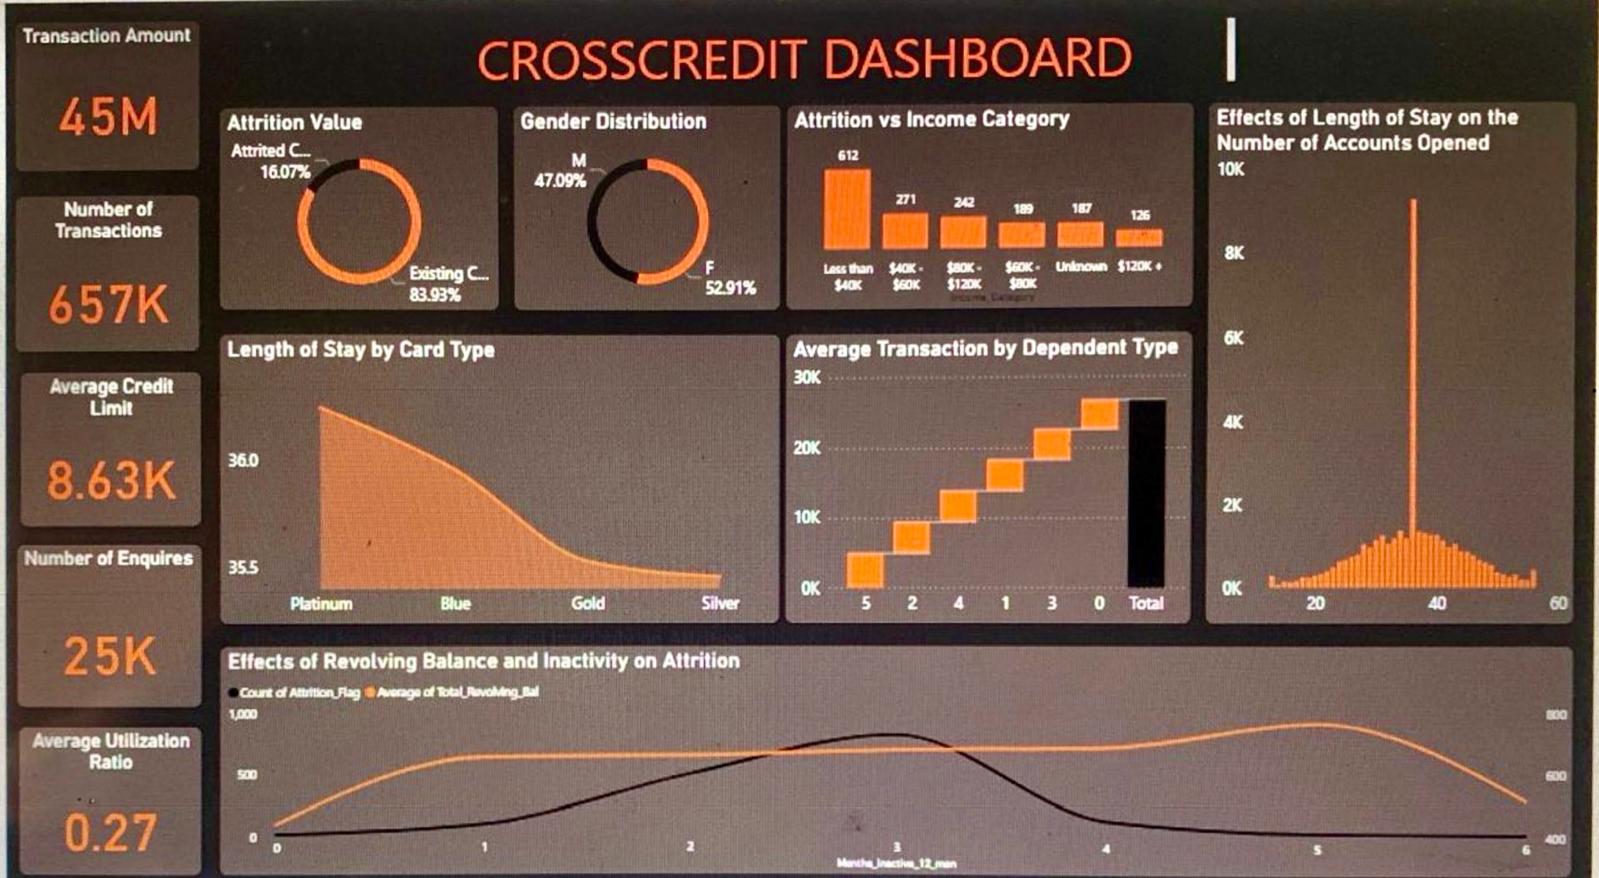 Transaction Amount
45M
CROSSCREDIT DASHBOARD
Number of
Transactions
657K
Average Credit
Limit
8.63K
Number of Enquires
25K
Average Utilization
Ratio
0.27
Attrition Value
Attrited C...
16.07%
Existing C...
83.93%
Gender Distribution
M
47.09%
F
52.91%
Attrition vs Income Category
612
271
242
189
187
126
Less than
$40K
$40K -
$60K
$80K -
$120K
$60K -
$80K
Unknown
$120K +
Income_Category
Effects of Length of Stay on the
Number of Accounts Opened
10K
8K
6K
4K
2K
0K
20 40 60
Length of Stay by Card Type
36.0
35.5
Platinum Blue Gold Silver
Average Transaction by Dependent Type
30K
20K
10K
0K
5 2 4 1 3 0 Total
Effects of Revolving Balance and Inactivity on Attrition
Count of Attrition_Flag Average of Total_Revolving_Bal
1,000 800
500 600
0 400
0 1 2 3 4 5 6
Months_Inactive_12_mon